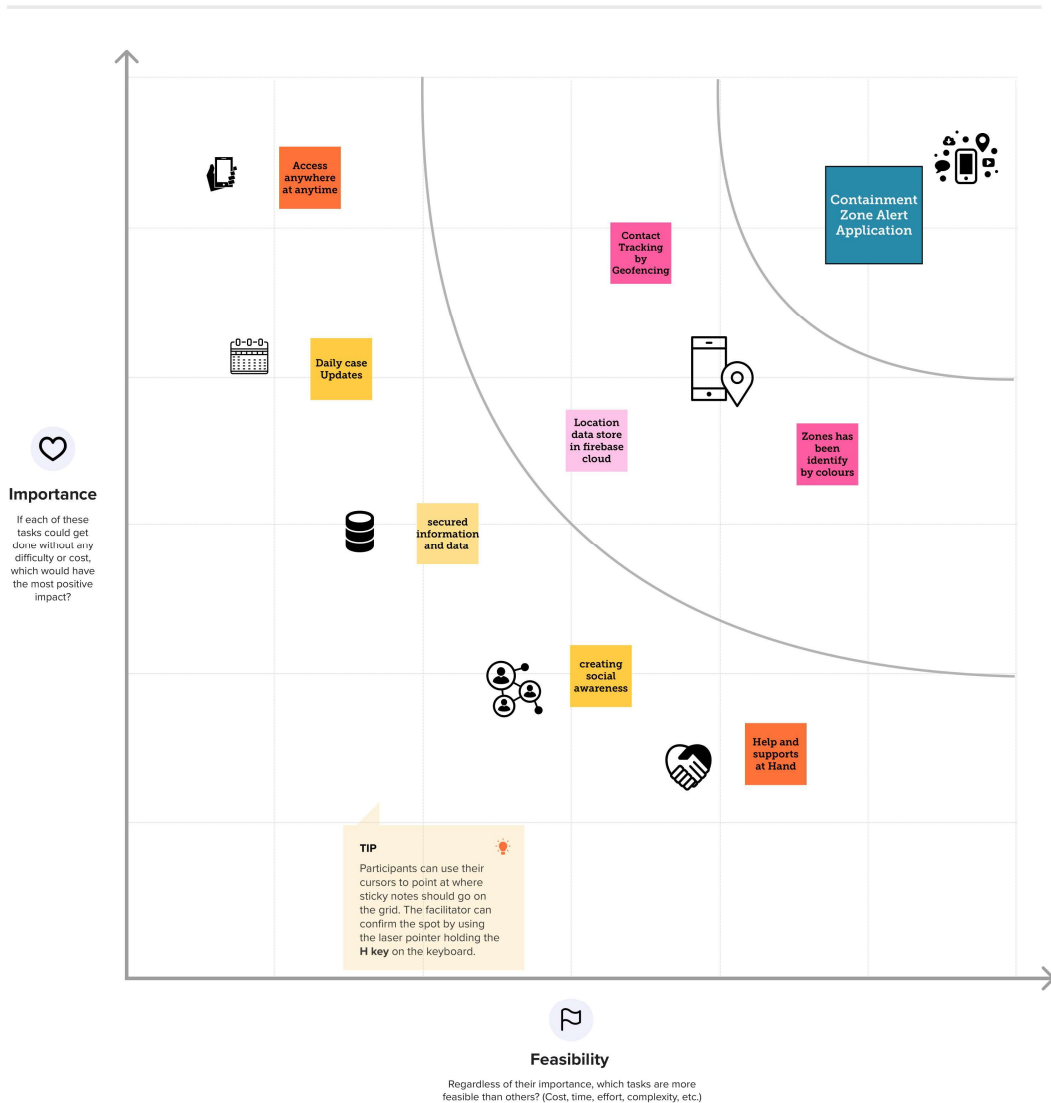 Access
anywhere
at anytime
Containment
Zone Alert
Application
Contact
Tracking
by
Geofencing
Daily case
Updates
Location
data store
in firebase
cloud
Zones has
been
identify
by colours
Importance
If each of these
tasks could get
done without any
difficulty or cost,
which would have
the most positive
impact?
secured
information
and data
creating
social
awareness
Help and
supports
at Hand
TIP
Participants can use their
cursors to point at where
sticky notes should go on
the grid. The facilitator can
confirm the spot by using
the laser pointer holding the
H key on the keyboard.
Feasibility
Regardless of their importance, which tasks are more
feasible than others? (Cost, time, effort, complexity, etc.)